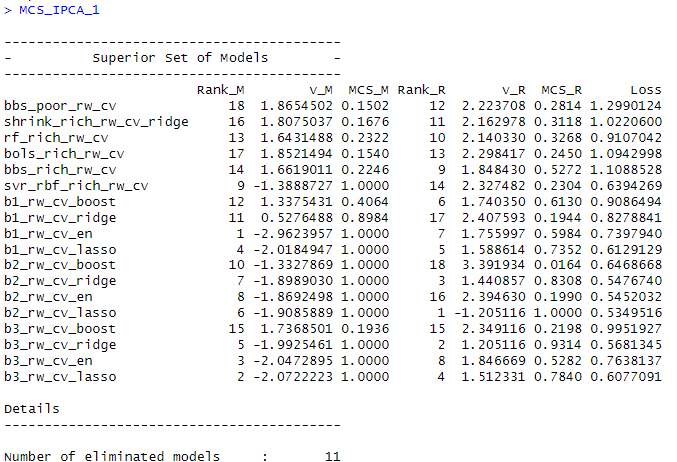 > MCS_IPCA_1
------------------------------------------
-          Superior Set of Models          -
------------------------------------------
                       Rank_M        v_M  MCS_M Rank_R       v_R  MCS_R      Loss
bbs_poor_rw_cv             18  1.8654502 0.1502     12  2.223708 0.2814 1.2990124
shrink_rich_rw_cv_ridge    16  1.8075037 0.1676     11  2.162978 0.3118 1.0220600
rf_rich_rw_cv              13  1.6431488 0.2322     10  2.140330 0.3268 0.9107042
bols_rich_rw_cv            17  1.8521494 0.1540     13  2.298417 0.2450 1.0942998
bbs_rich_rw_cv             14  1.6619011 0.2246      9  1.848430 0.5272 1.1088528
svr_rbf_rich_rw_cv          9 -1.3888727 1.0000     14  2.327482 0.2304 0.6394269
b1_rw_cv_boost             12  1.3375431 0.4064      6  1.740350 0.6130 0.9086494
b1_rw_cv_ridge             11  0.5276488 0.8984     17  2.407593 0.1944 0.8278841
b1_rw_cv_en                 1 -2.9623957 1.0000      7  1.755997 0.5984 0.7397940
b1_rw_cv_lasso              4 -2.0184947 1.0000      5  1.588614 0.7352 0.6129129
b2_rw_cv_boost             10 -1.3327869 1.0000     18  3.391934 0.0164 0.6468668
b2_rw_cv_ridge              7 -1.8989030 1.0000      3  1.440857 0.8308 0.5476740
b2_rw_cv_en                 8 -1.8692498 1.0000     16  2.394630 0.1990 0.5452032
b2_rw_cv_lasso              6 -1.9085889 1.0000      1 -1.205116 1.0000 0.5349516
b3_rw_cv_boost             15  1.7368501 0.1936     15  2.349116 0.2198 0.9951927
b3_rw_cv_ridge              5 -1.9925461 1.0000      2  1.205116 0.9314 0.5681345
b3_rw_cv_en                 3 -2.0472895 1.0000      8  1.846669 0.5282 0.7638137
b3_rw_cv_lasso              2 -2.0722223 1.0000      4  1.512331 0.7840 0.6077091
Details
------------------------------------------
Number of eliminated models     :       11